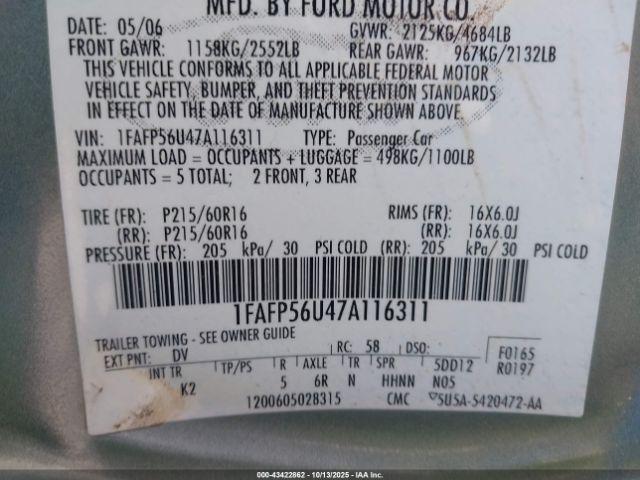 MFD. BY FORD MOTOR CO.
DATE: 05/06 GVWR: 2125KG/4684LB
FRONT GAWR: 1158KG/2552LB REAR GAWR: 967KG/2132LB
THIS VEHICLE CONFORMS TO ALL APPLICABLE FEDERAL MOTOR
VEHICLE SAFETY, BUMPER, AND THEFT PREVENTION STANDARDS
IN EFFECT ON THE DATE OF MANUFACTURE SHOWN ABOVE.
VIN: 1FAFP56U47A116311 TYPE: Passenger Car
MAXIMUM LOAD = OCCUPANTS + LUGGAGE = 498KG/1100LB
OCCUPANTS = 5 TOTAL; 2 FRONT, 3 REAR
TIRE (FR): P215/60R16 RIMS (FR): 16X6.0J
(RR): P215/60R16 (RR): 16X6.0J
PRESSURE (FR): 205 kPa/ 30 PSI COLD (RR): 205 kPa/ 30 PSI COLD
1FAFP56U47A116311
TRAILER TOWING - SEE OWNER GUIDE
EXT PNT: DV RC: 58 DSO: F0165
INT TR TP/PS R AXLE TR SPR 5DD12 R0197
K2 5 6R N HHNN N05
1200605028315 CMC 5U5A-5420472-AA
000-43422862 - 10/13/2025 - COPYRIGHT IAA, LLC.